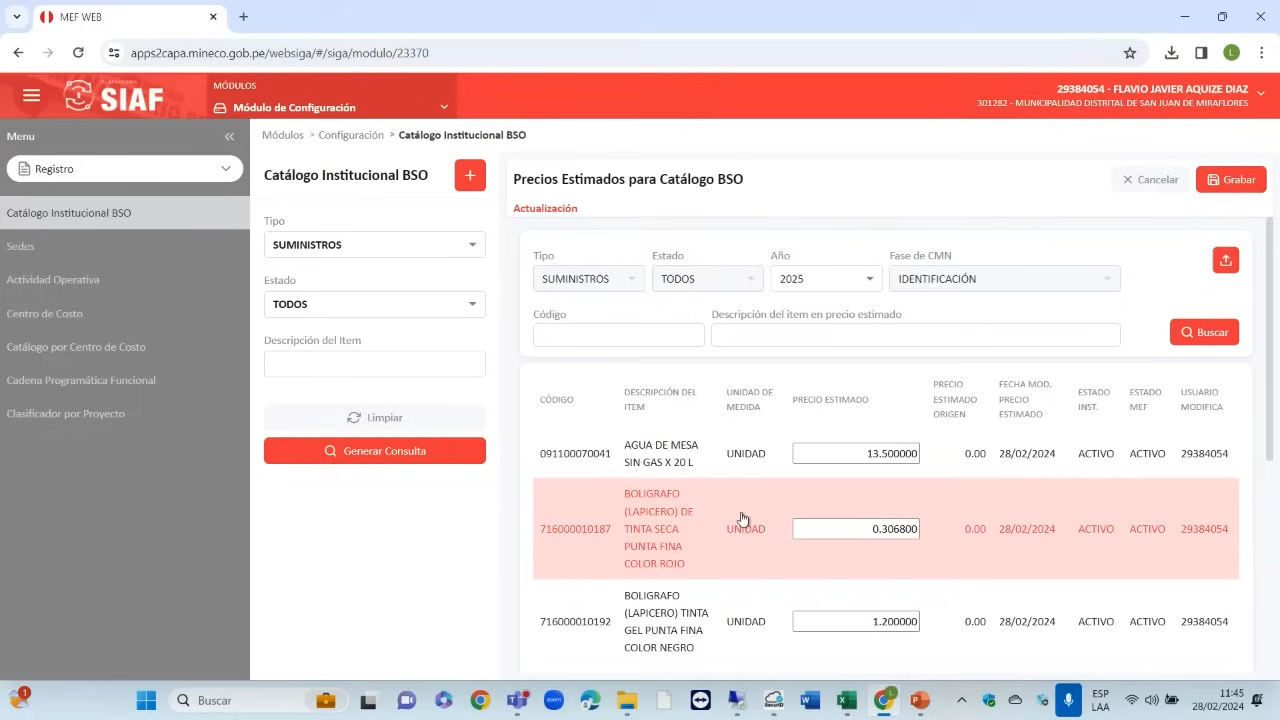 MEF WEB
apps2capa.mineco.gob.pe/websiga/#/siga/modulo/23370
L
SIAF
MÓDULOS
Módulo de Configuración
29384054 - FLAVIO JAVIER AQUIZE DIAZ
301282 - MUNICIPALIDAD DISTRITAL DE SAN JUAN DE MIRAFLORES
Menu
Registro
Catálogo Institucional BSO
Sedes
Actividad Operativa
Centro de Costo
Catálogo por Centro de Costo
Cadena Programática Funcional
Clasificador por Proyecto
Módulos > Configuración > Catálogo Institucional BSO
Catálogo Institucional BSO
+
Tipo
SUMINISTROS
Estado
TODOS
Descripción del Item
Limpiar
Generar Consulta
Precios Estimados para Catálogo BSO
Cancelar
Grabar
Actualización
Tipo Estado Año Fase de CMN
SUMINISTROS TODOS 2025 IDENTIFICACIÓN
Código Descripción del ítem en precio estimado
Buscar
CÓDIGO
DESCRIPCIÓN DEL
ITEM
UNIDAD DE
MEDIDA
PRECIO ESTIMADO
PRECIO
ESTIMADO
ORIGEN
FECHA MOD.
PRECIO
ESTIMADO
ESTADO
INST.
ESTADO
MEF
USUARIO
MODIFICA
091100070041
AGUA DE MESA
SIN GAS X 20 L
UNIDAD 13.500000 0.00 28/02/2024 ACTIVO ACTIVO 29384054
716000010187
BOLIGRAFO
(LAPICERO) DE
TINTA SECA
PUNTA FINA
COLOR ROJO
UNIDAD 0.306800 0.00 28/02/2024 ACTIVO ACTIVO 29384054
716000010192
BOLIGRAFO
(LAPICERO) TINTA
GEL PUNTA FINA
COLOR NEGRO
UNIDAD 1.200000 0.00 28/02/2024 ACTIVO ACTIVO 29384054
1
Buscar
ESP
LAA
11:45
28/02/2024